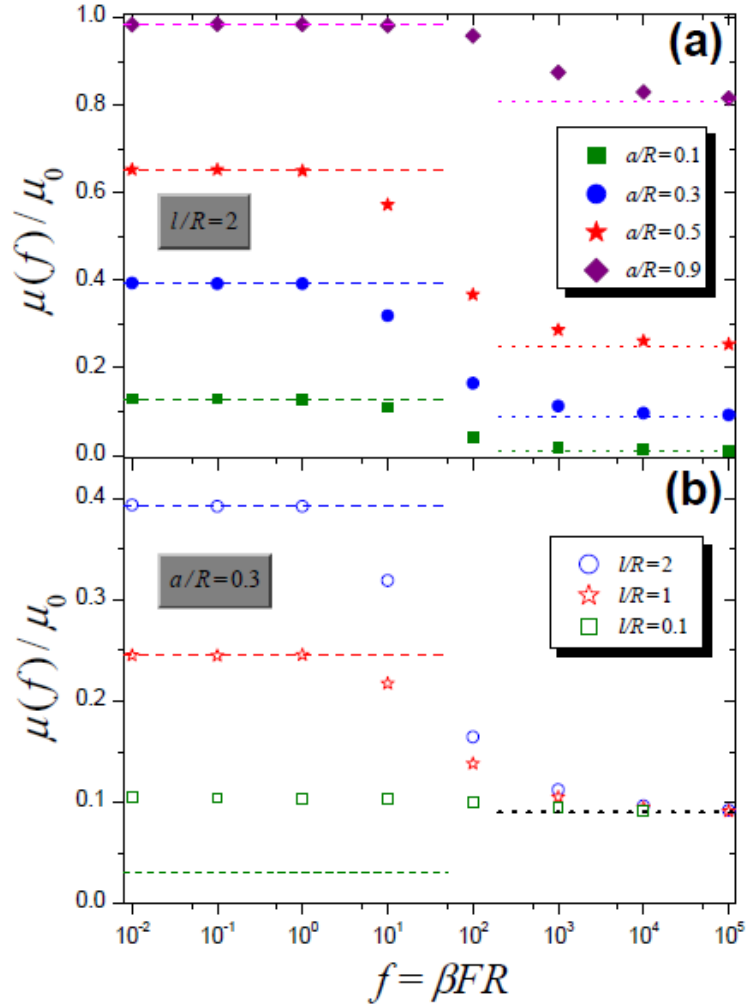 (a)
1.0
0.8
0.6
0.4
0.2
0.0
μ(f)/μ₀
l/R=2
a/R=0.1
a/R=0.3
a/R=0.5
a/R=0.9
(b)
0.4
0.3
0.2
0.1
0.0
μ(f)/μ₀
a/R=0.3
l/R=2
l/R=1
l/R=0.1
10⁻² 10⁻¹ 10⁰ 10¹ 10² 10³ 10⁴ 10⁵
f = βFR